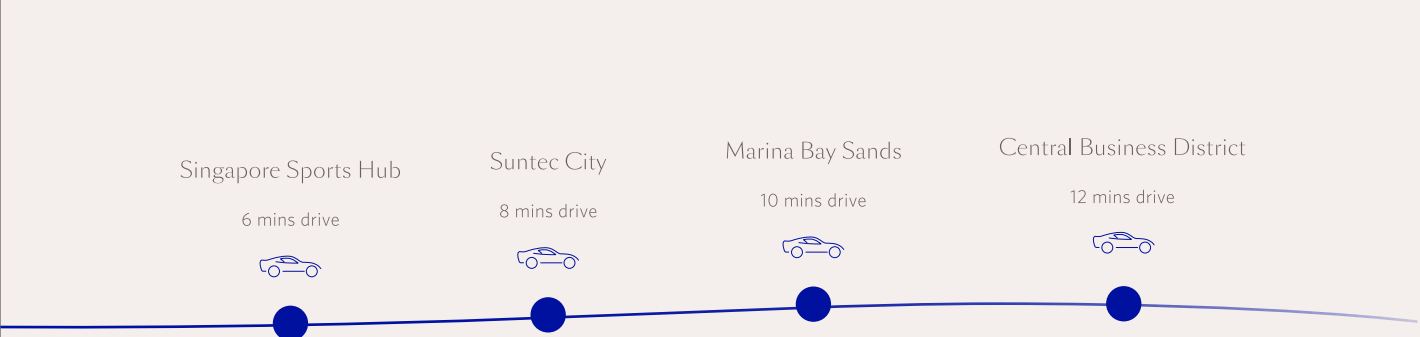 Singapore Sports Hub
6 mins drive
Suntec City
8 mins drive
Marina Bay Sands
10 mins drive
Central Business District
12 mins drive